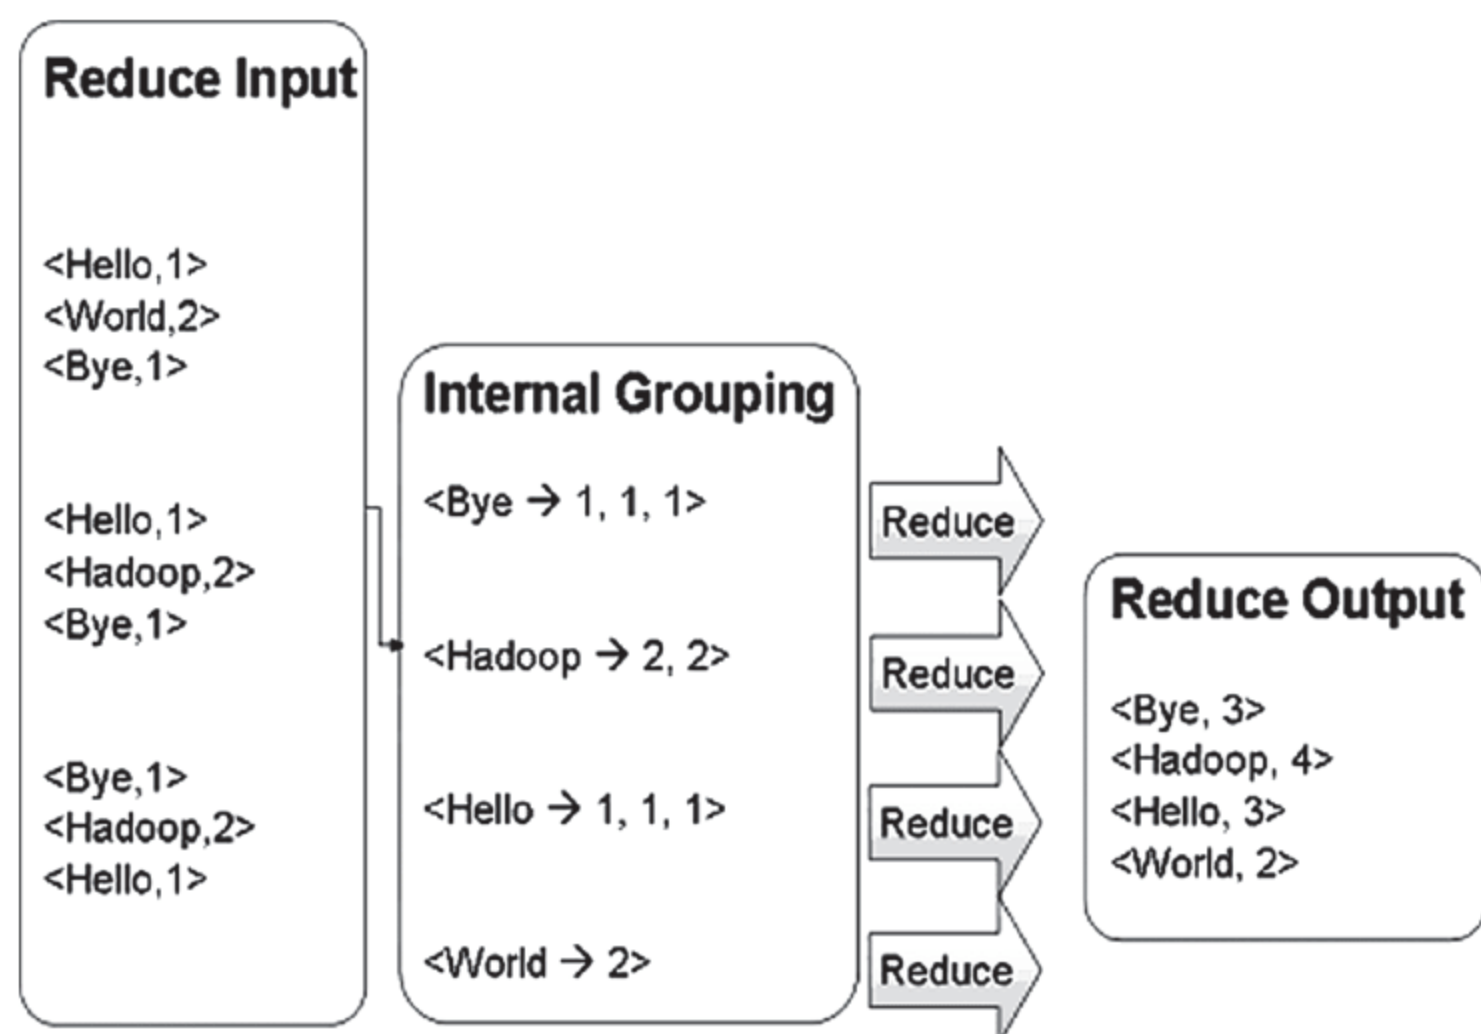 Reduce Input
<Hello,1>
<World,2>
<Bye,1>
<Hello,1>
<Hadoop,2>
<Bye,1>
<Bye,1>
<Hadoop,2>
<Hello,1>
Internal Grouping
<Bye → 1, 1, 1>
<Hadoop → 2, 2>
<Hello → 1, 1, 1>
<World → 2>
Reduce
Reduce
Reduce
Reduce
Reduce Output
<Bye, 3>
<Hadoop, 4>
<Hello, 3>
<World, 2>